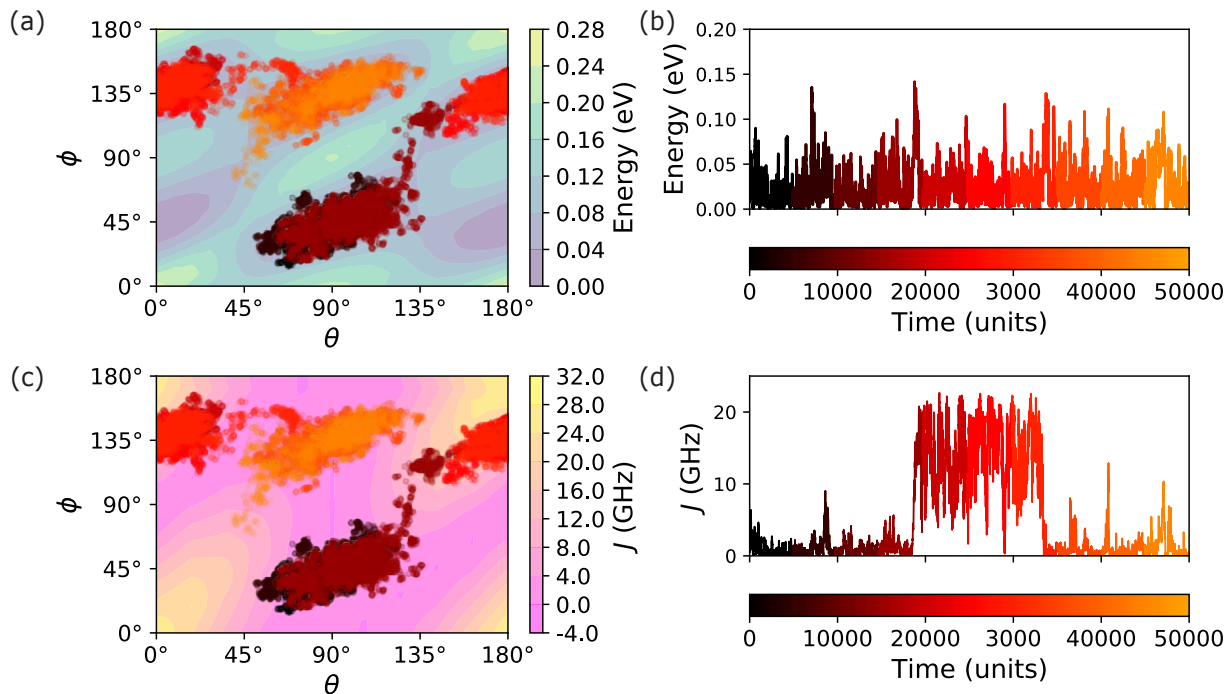 (a)
180°
135°
90°
45°
0°
ϕ
0° 45° 90° 135° 180°
θ
0.28
0.24
0.20
0.16
0.12
0.08
0.04
0.00
Energy (eV)
(b)
0.20
0.15
0.10
0.05
0.00
Energy (eV)
0 10000 20000 3000 40000 50000
Time (units)
(c)
180°
135°
90°
45°
0°
ϕ
0° 45° 90° 135° 180°
θ
32.0
28.0
24.0
20.0
16.0
12.0
8.0
4.0
0.0
-4.0
J (GHz)
(d)
20
10
0
J (GHz)
0 10000 20000 3000 40000 50000
Time (units)